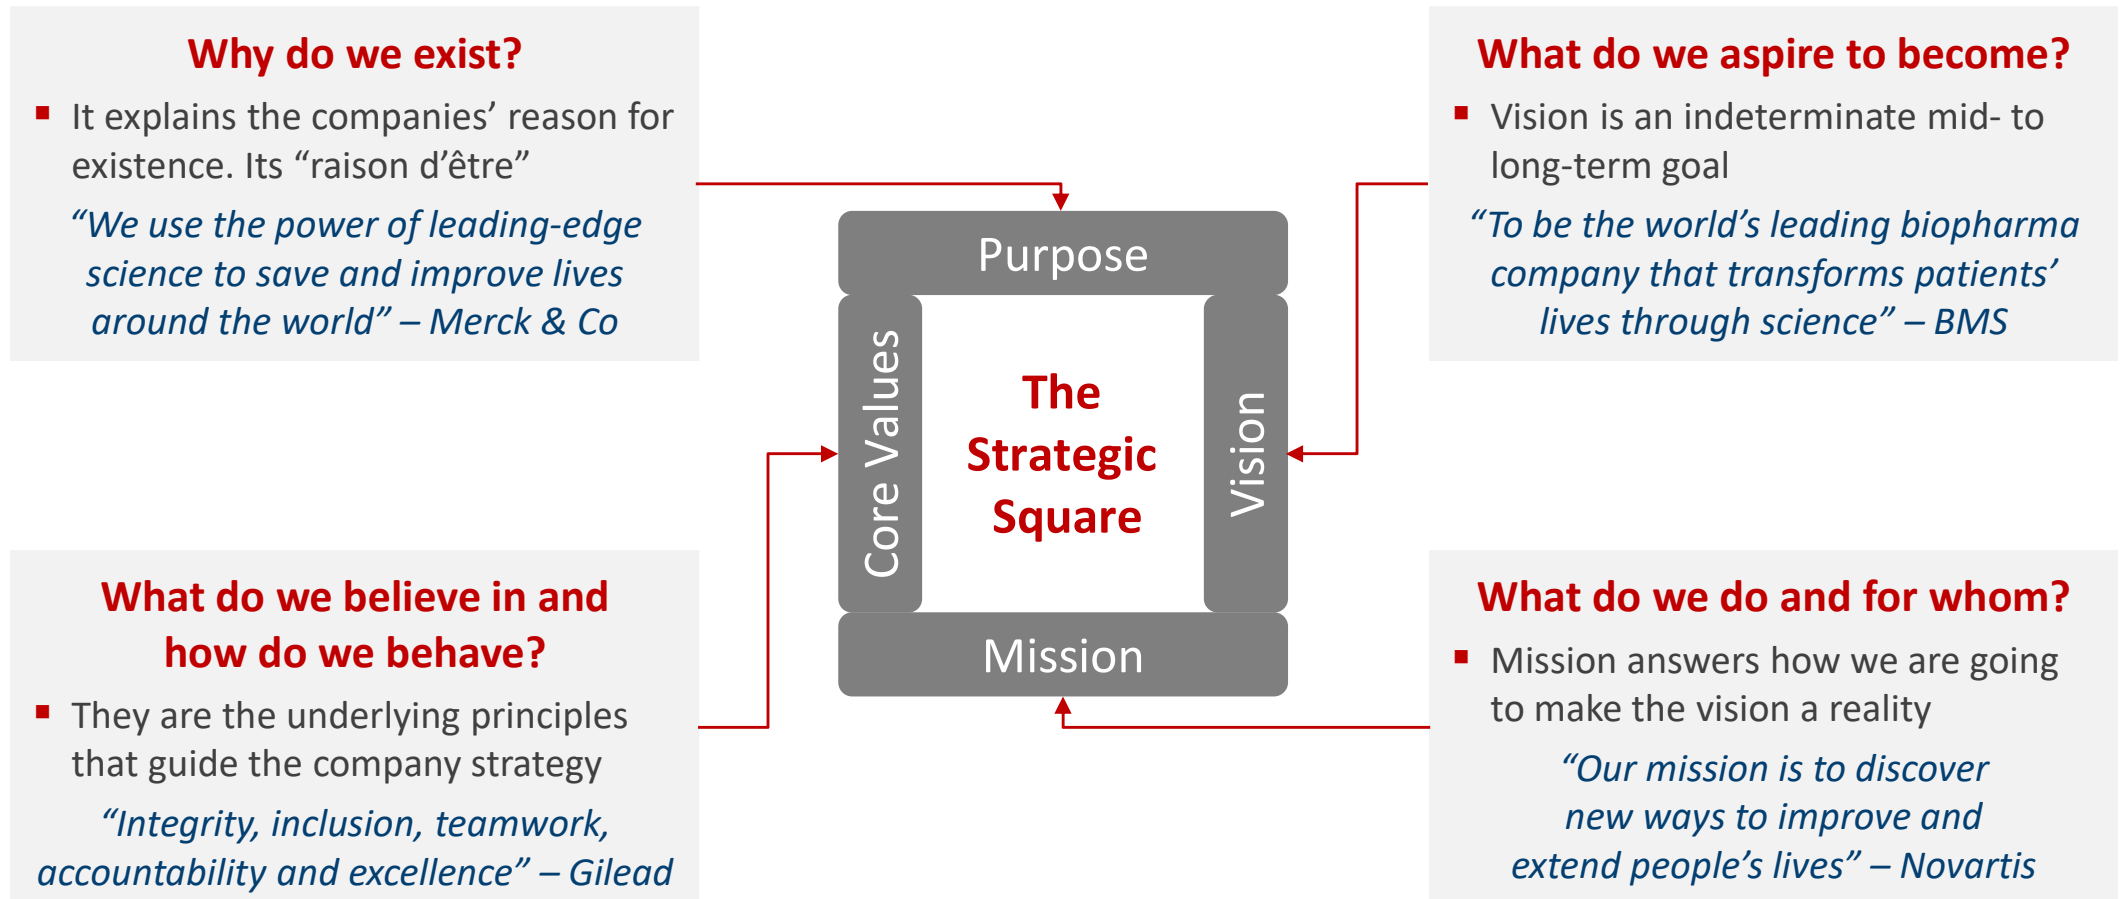 Why do we exist?
▪ It explains the companies’ reason for
existence. Its “raison d’être”
“We use the power of leading-edge
science to save and improve lives
around the world” – Merck & Co
What do we aspire to become?
▪ Vision is an indeterminate mid- to
long-term goal
“To be the world’s leading biopharma
company that transforms patients’
lives through science” – BMS
Purpose
Core Values
The
Strategic
Square
Vision
Mission
What do we believe in and
how do we behave?
▪ They are the underlying principles
that guide the company strategy
“Integrity, inclusion, teamwork,
accountability and excellence” – Gilead
What do we do and for whom?
▪ Mission answers how we are going
to make the vision a reality
“Our mission is to discover
new ways to improve and
extend people’s lives” – Novartis